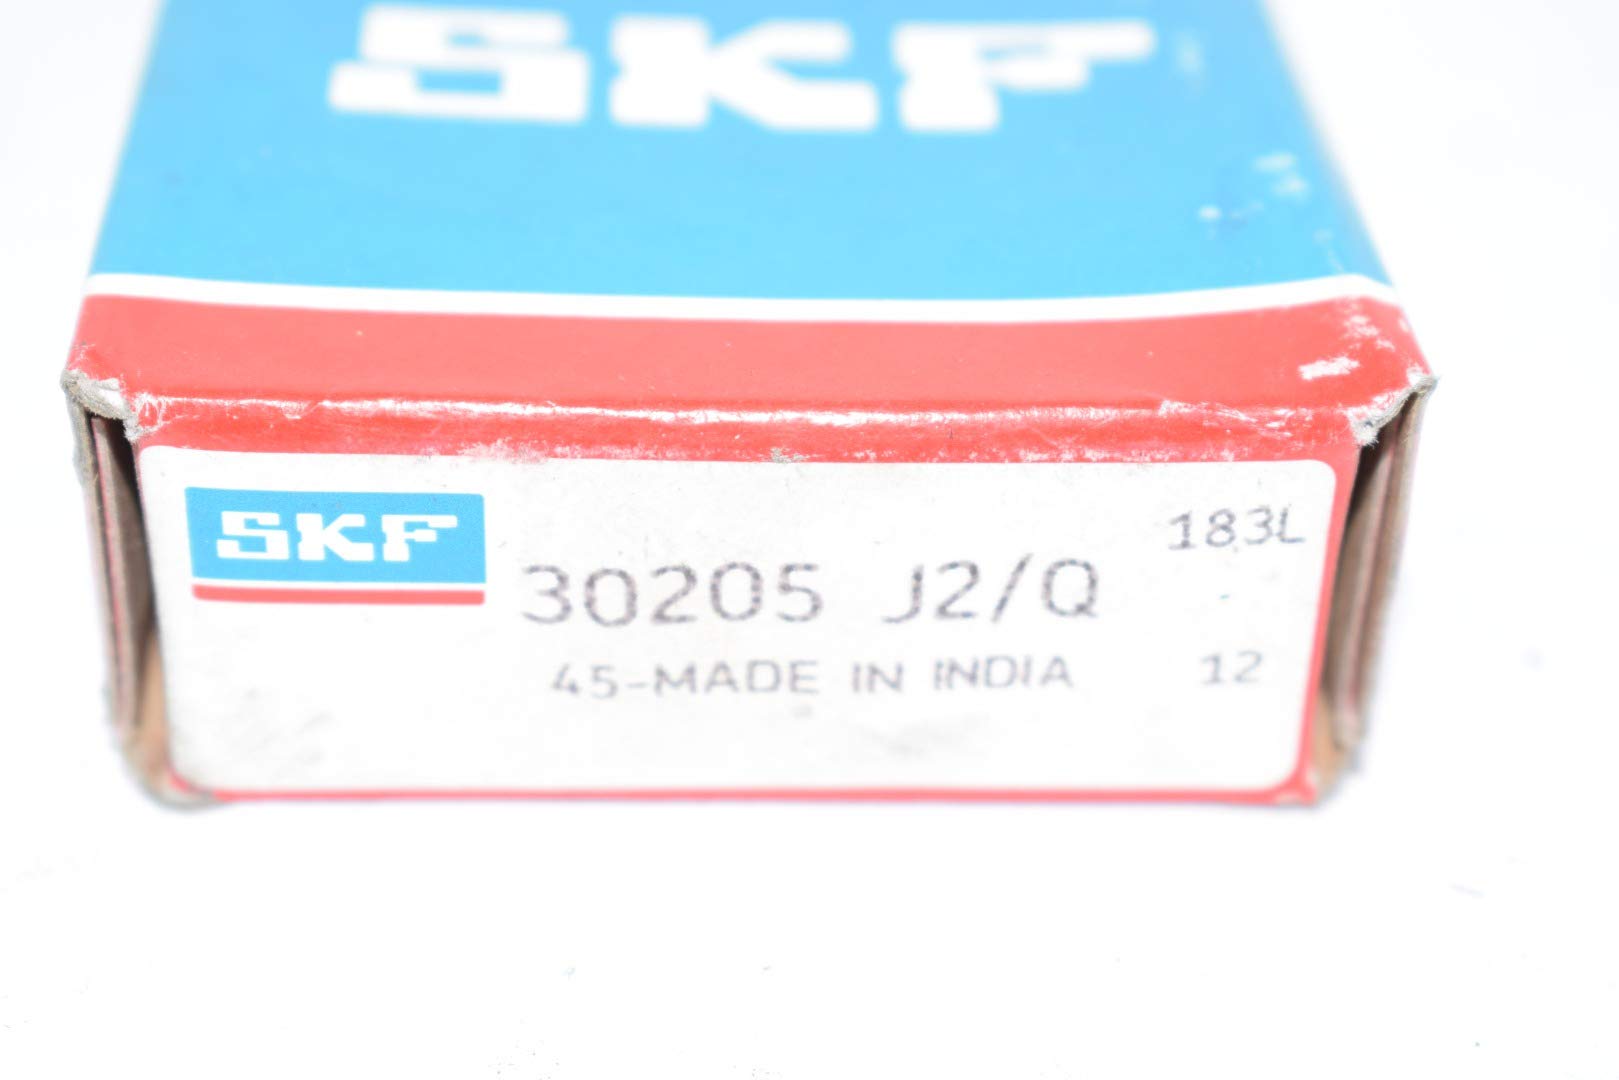 SKF
SKF
30205 J2/Q
183L
45-MADE IN INDIA
12